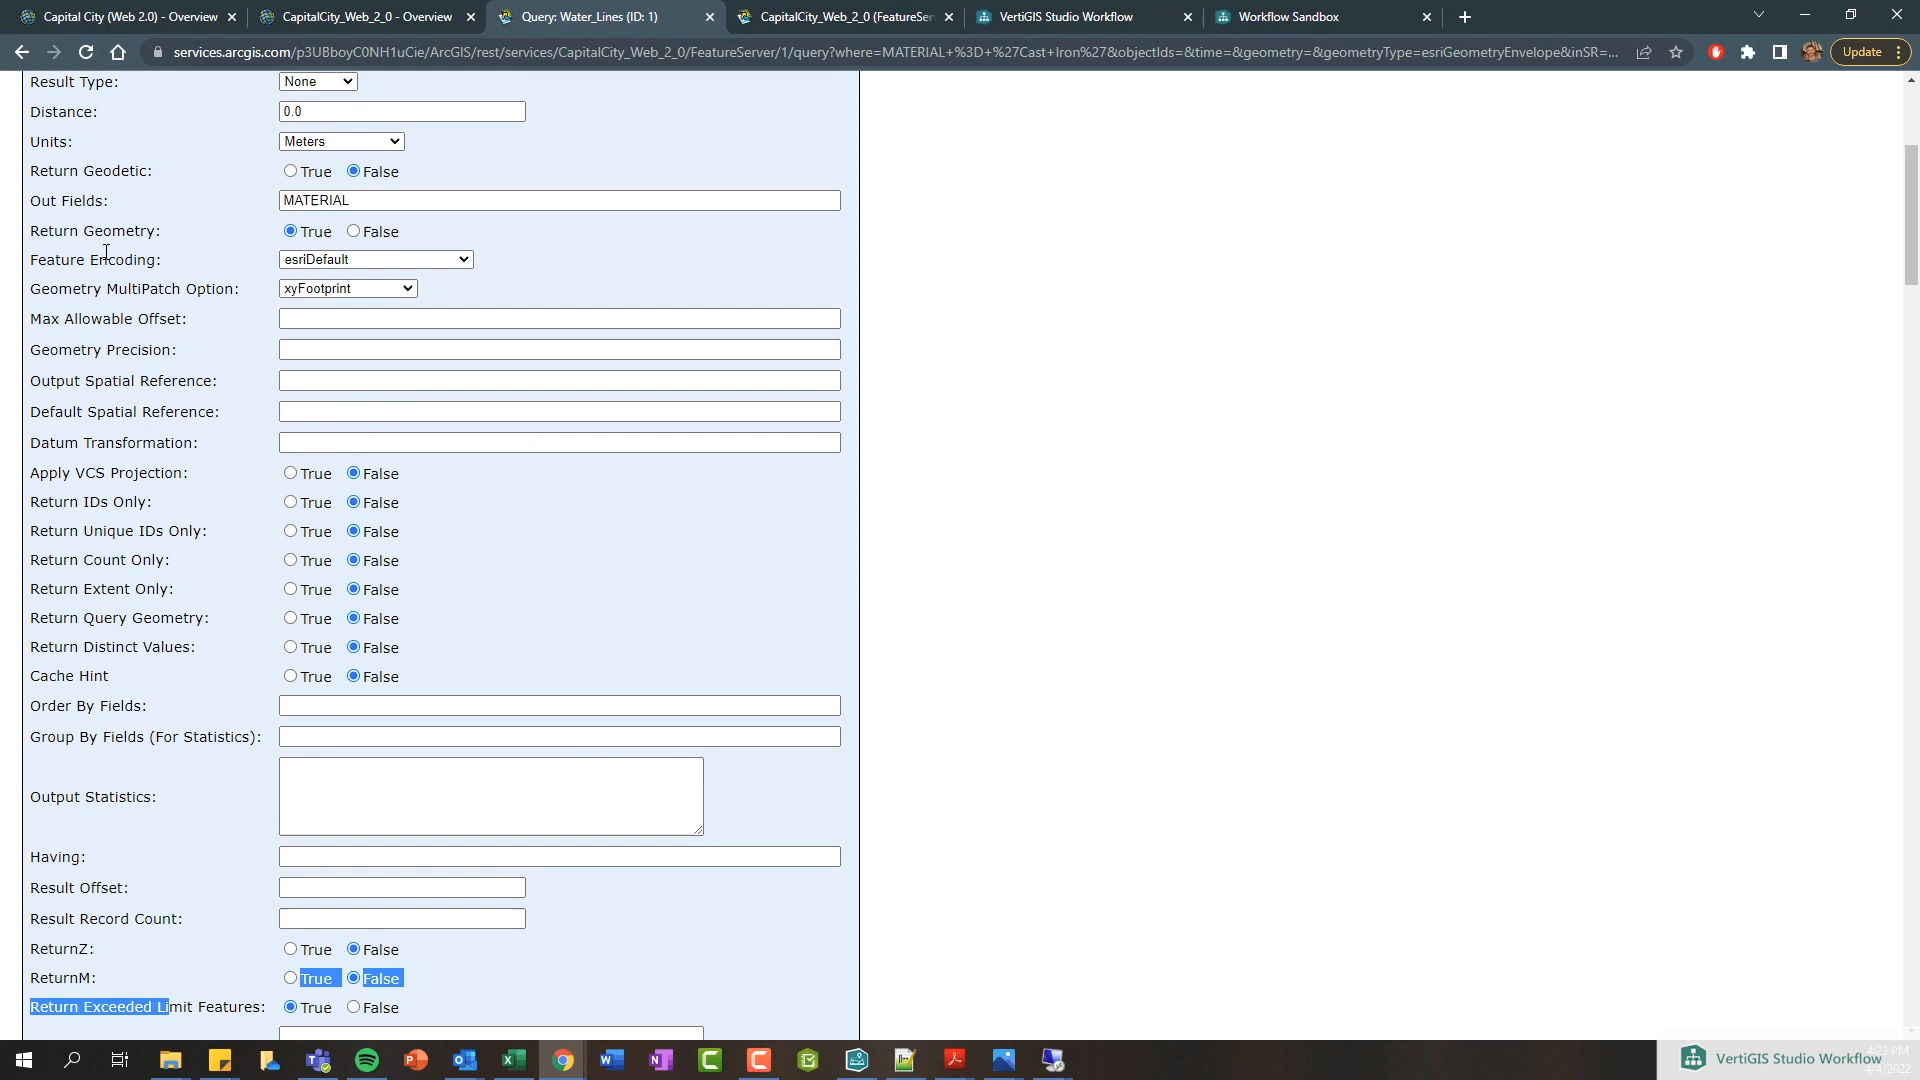 Capital City (Web 2.0) - Overview
CapitalCity_Web_2_0 - Overview
Query: Water_Lines (ID: 1)
CapitalCity_Web_2_0 (FeatureSer
VertiGIS Studio Workflow
Workflow Sandbox
services.arcgis.com/p3UBboyC0NH1uCie/ArcGIS/rest/services/CapitalCity_Web_2_0/FeatureServer/1/query?where=MATERIAL+%3D+%27Cast+Iron%27&objectIds=&time=&geometry=&geometryType=esriGeometryEnvelope&inSR=...
Update
Result Type: None
Distance: 0.0
Units: Meters
Return Geodetic: True False
Out Fields: MATERIAL
Return Geometry: True False
Feature Encoding: esriDefault
Geometry MultiPatch Option: xyFootprint
Max Allowable Offset:
Geometry Precision:
Output Spatial Reference:
Default Spatial Reference:
Datum Transformation:
Apply VCS Projection: True False
Return IDs Only: True False
Return Unique IDs Only: True False
Return Count Only: True False
Return Extent Only: True False
Return Query Geometry: True False
Return Distinct Values: True False
Cache Hint True False
Order By Fields:
Group By Fields (For Statistics):
Output Statistics:
Having:
Result Offset:
Result Record Count:
ReturnZ: True False
ReturnM: True False
Return Exceeded Limit Features: True False
VertiGIS Studio Workflow
4:23 PM
4/4/2022